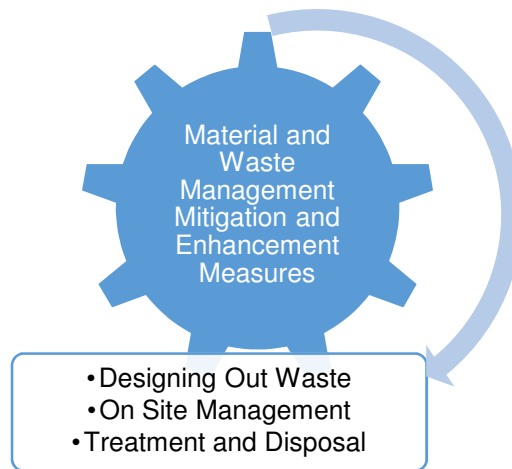 Material and
Waste
Management
Mitigation and
Enhancement
Measures
•Designing Out Waste
•On Site Management
•Treatment and Disposal